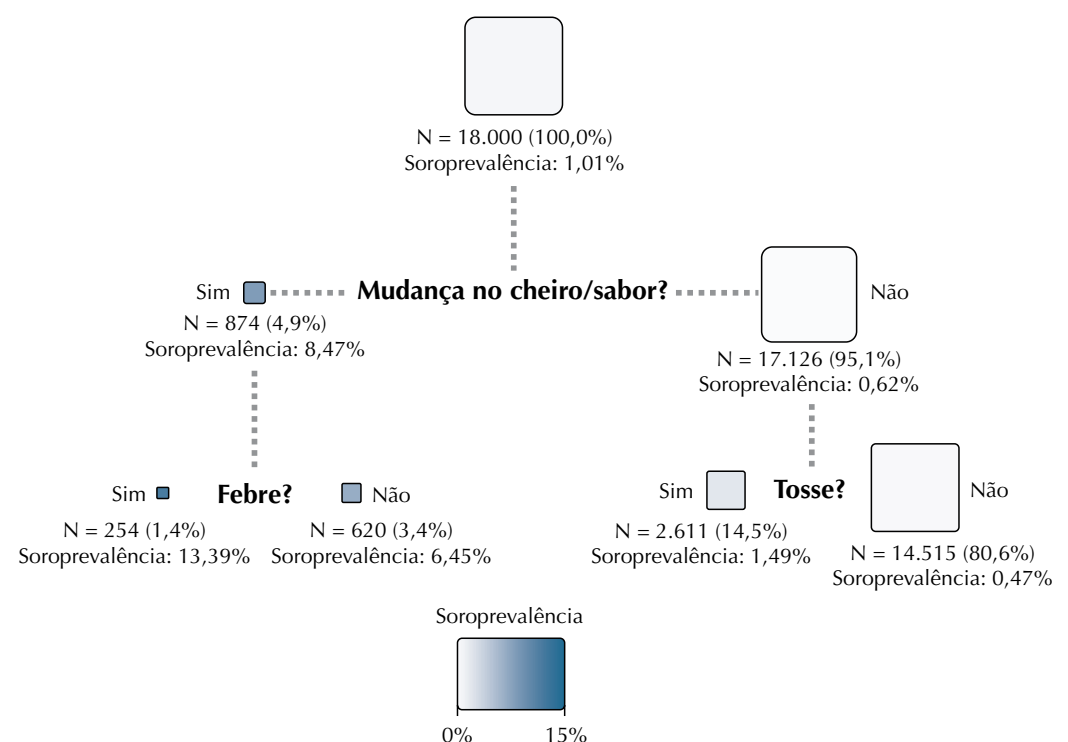 N = 18.000 (100,0%)
Soroprevalência: 1,01%
Sim
Mudança no cheiro/sabor?
Não
N = 874 (4,9%)
Soroprevalência: 8,47%
N = 17.126 (95,1%)
Soroprevalência: 0,62%
Sim
Febre?
Não
N = 254 (1,4%)
Soroprevalência: 13,39%
N = 620 (3,4%)
Soroprevalência: 6,45%
Sim
Tosse?
Não
N = 2.611 (14,5%)
Soroprevalência: 1,49%
N = 14.515 (80,6%)
Soroprevalência: 0,47%
Soroprevalência
0%
15%